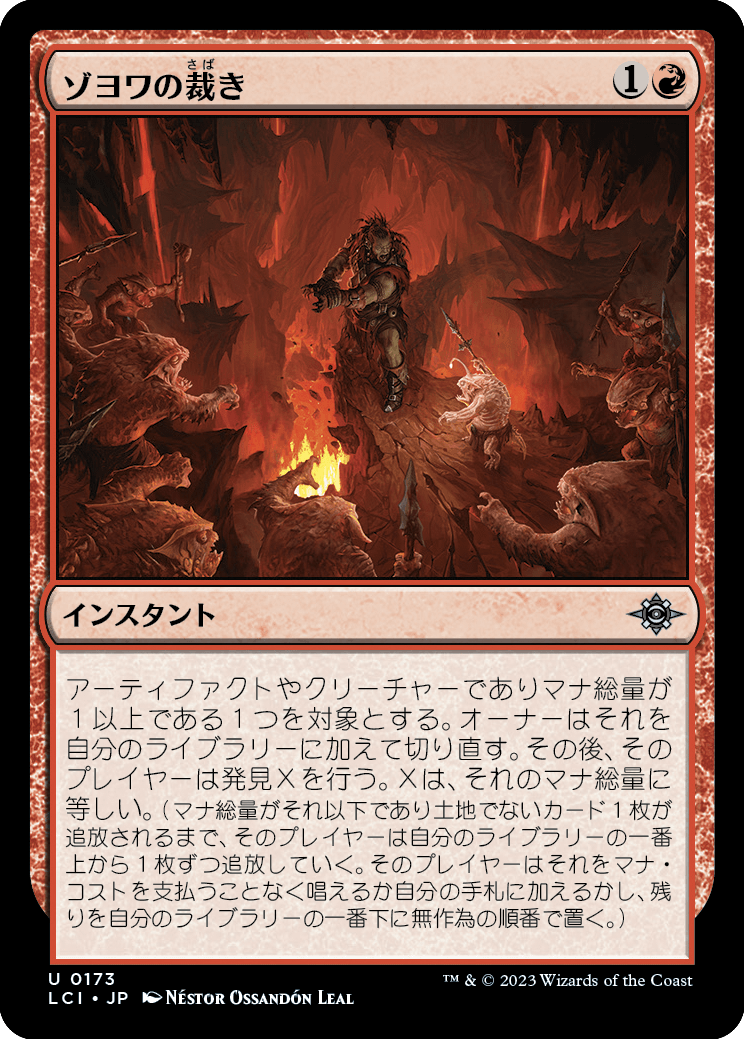 ゾヨワの裁き
さば
1
インスタント
アーティファクトやクリーチャーでありマナ総量が
1以上である1つを対象とする。オーナーはそれを
自分のライブラリーに加えて切り直す。その後、その
プレイヤーは発見Xを行う。Xは、それのマナ総量に
等しい。（マナ総量がそれ以下であり土地でないカード1枚が
追放されるまで、そのプレイヤーは自分のライブラリーの一番
上から1枚ずつ追放していく。そのプレイヤーはそれをマナ・
コストを支払うことなく唱えるか自分の手札に加えるかし、残
りを自分のライブラリーの一番下に無作為の順番で置く。）
U 0173
LCI • JP Néstor Ossandón Leal
™ & © 2023 Wizards of the Coast